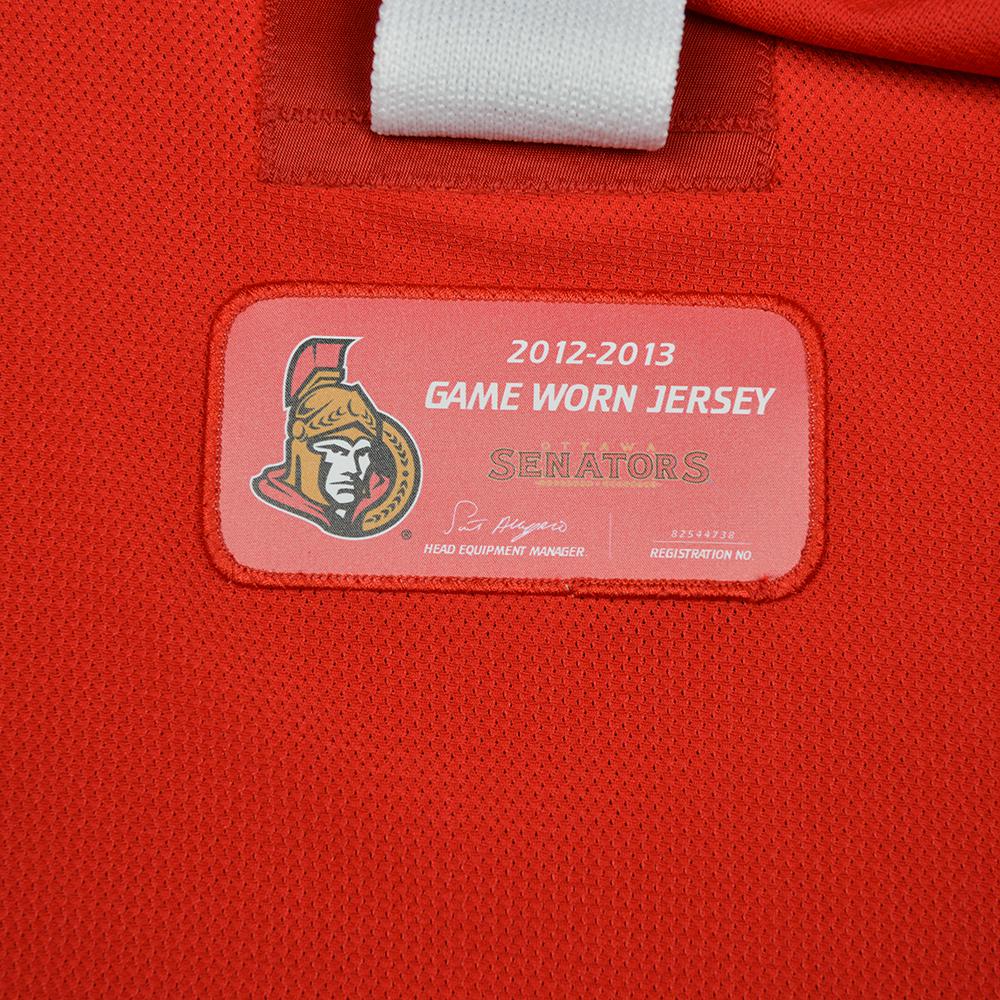 2012-2013
GAME WORN JERSEY
OTTAWA
SENATORS
82544738
HEAD EQUIPMENT MANAGER
REGISTRATION NO
®